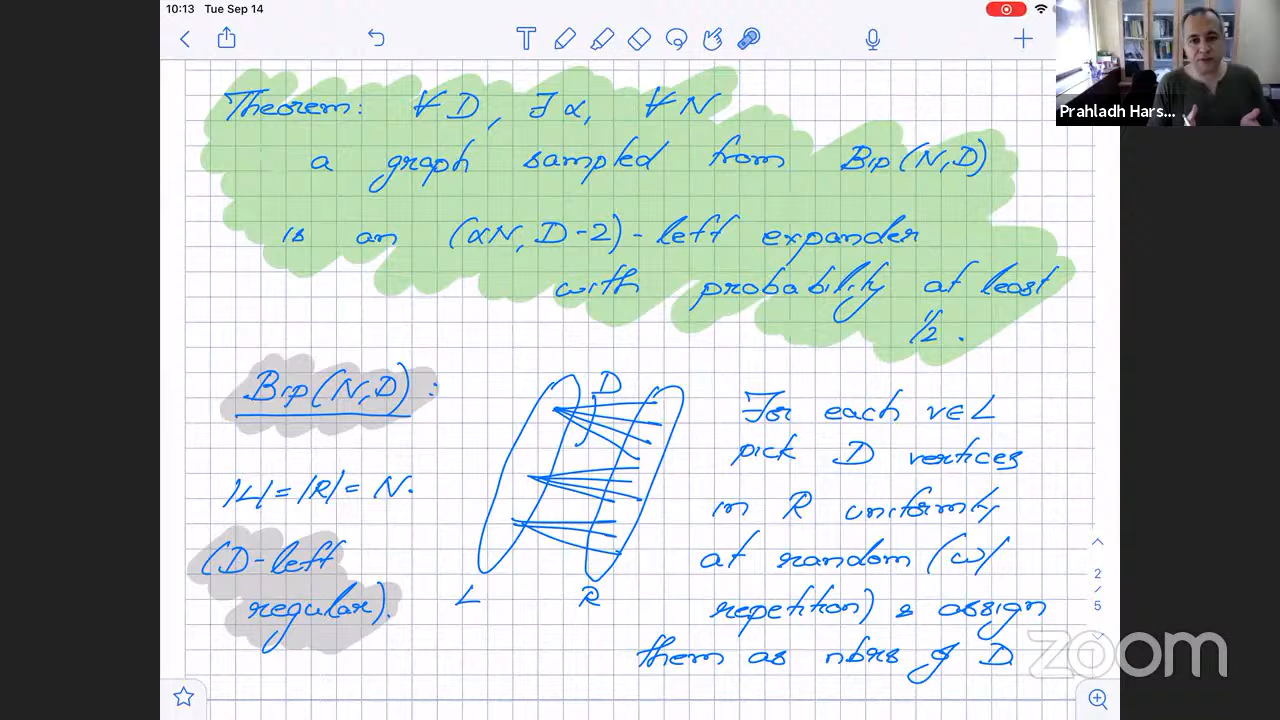 10:13 Tue Sep 14
Prahladh Hars...
Theorem: ∀ D, ∃ α, ∀ N
a graph sampled from Bip(N,D)
is an (αN, D-2)-left expander
with probability at least
1/2.
Bip(N,D):
|L|=|R|= N.
(D-left
regular).
D
L
R
For each v∈L
pick D vertices
in R uniformly
at random (w/
repetition) & assign
them as nbrs of D
2
/
5
zoom